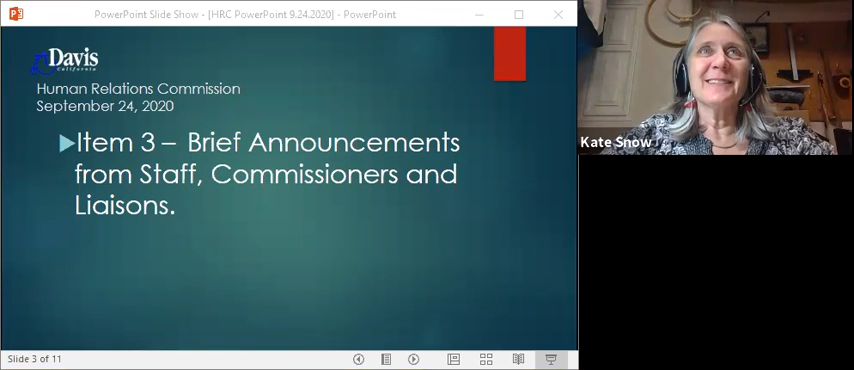 PowerPoint Slide Show - [HRC PowerPoint 9.24.2020] - PowerPoint
Davis
California
Human Relations Commission
September 24, 2020
Item 3 – Brief Announcements
from Staff, Commissioners and
Liaisons.
Kate Snow
Slide 3 of 11